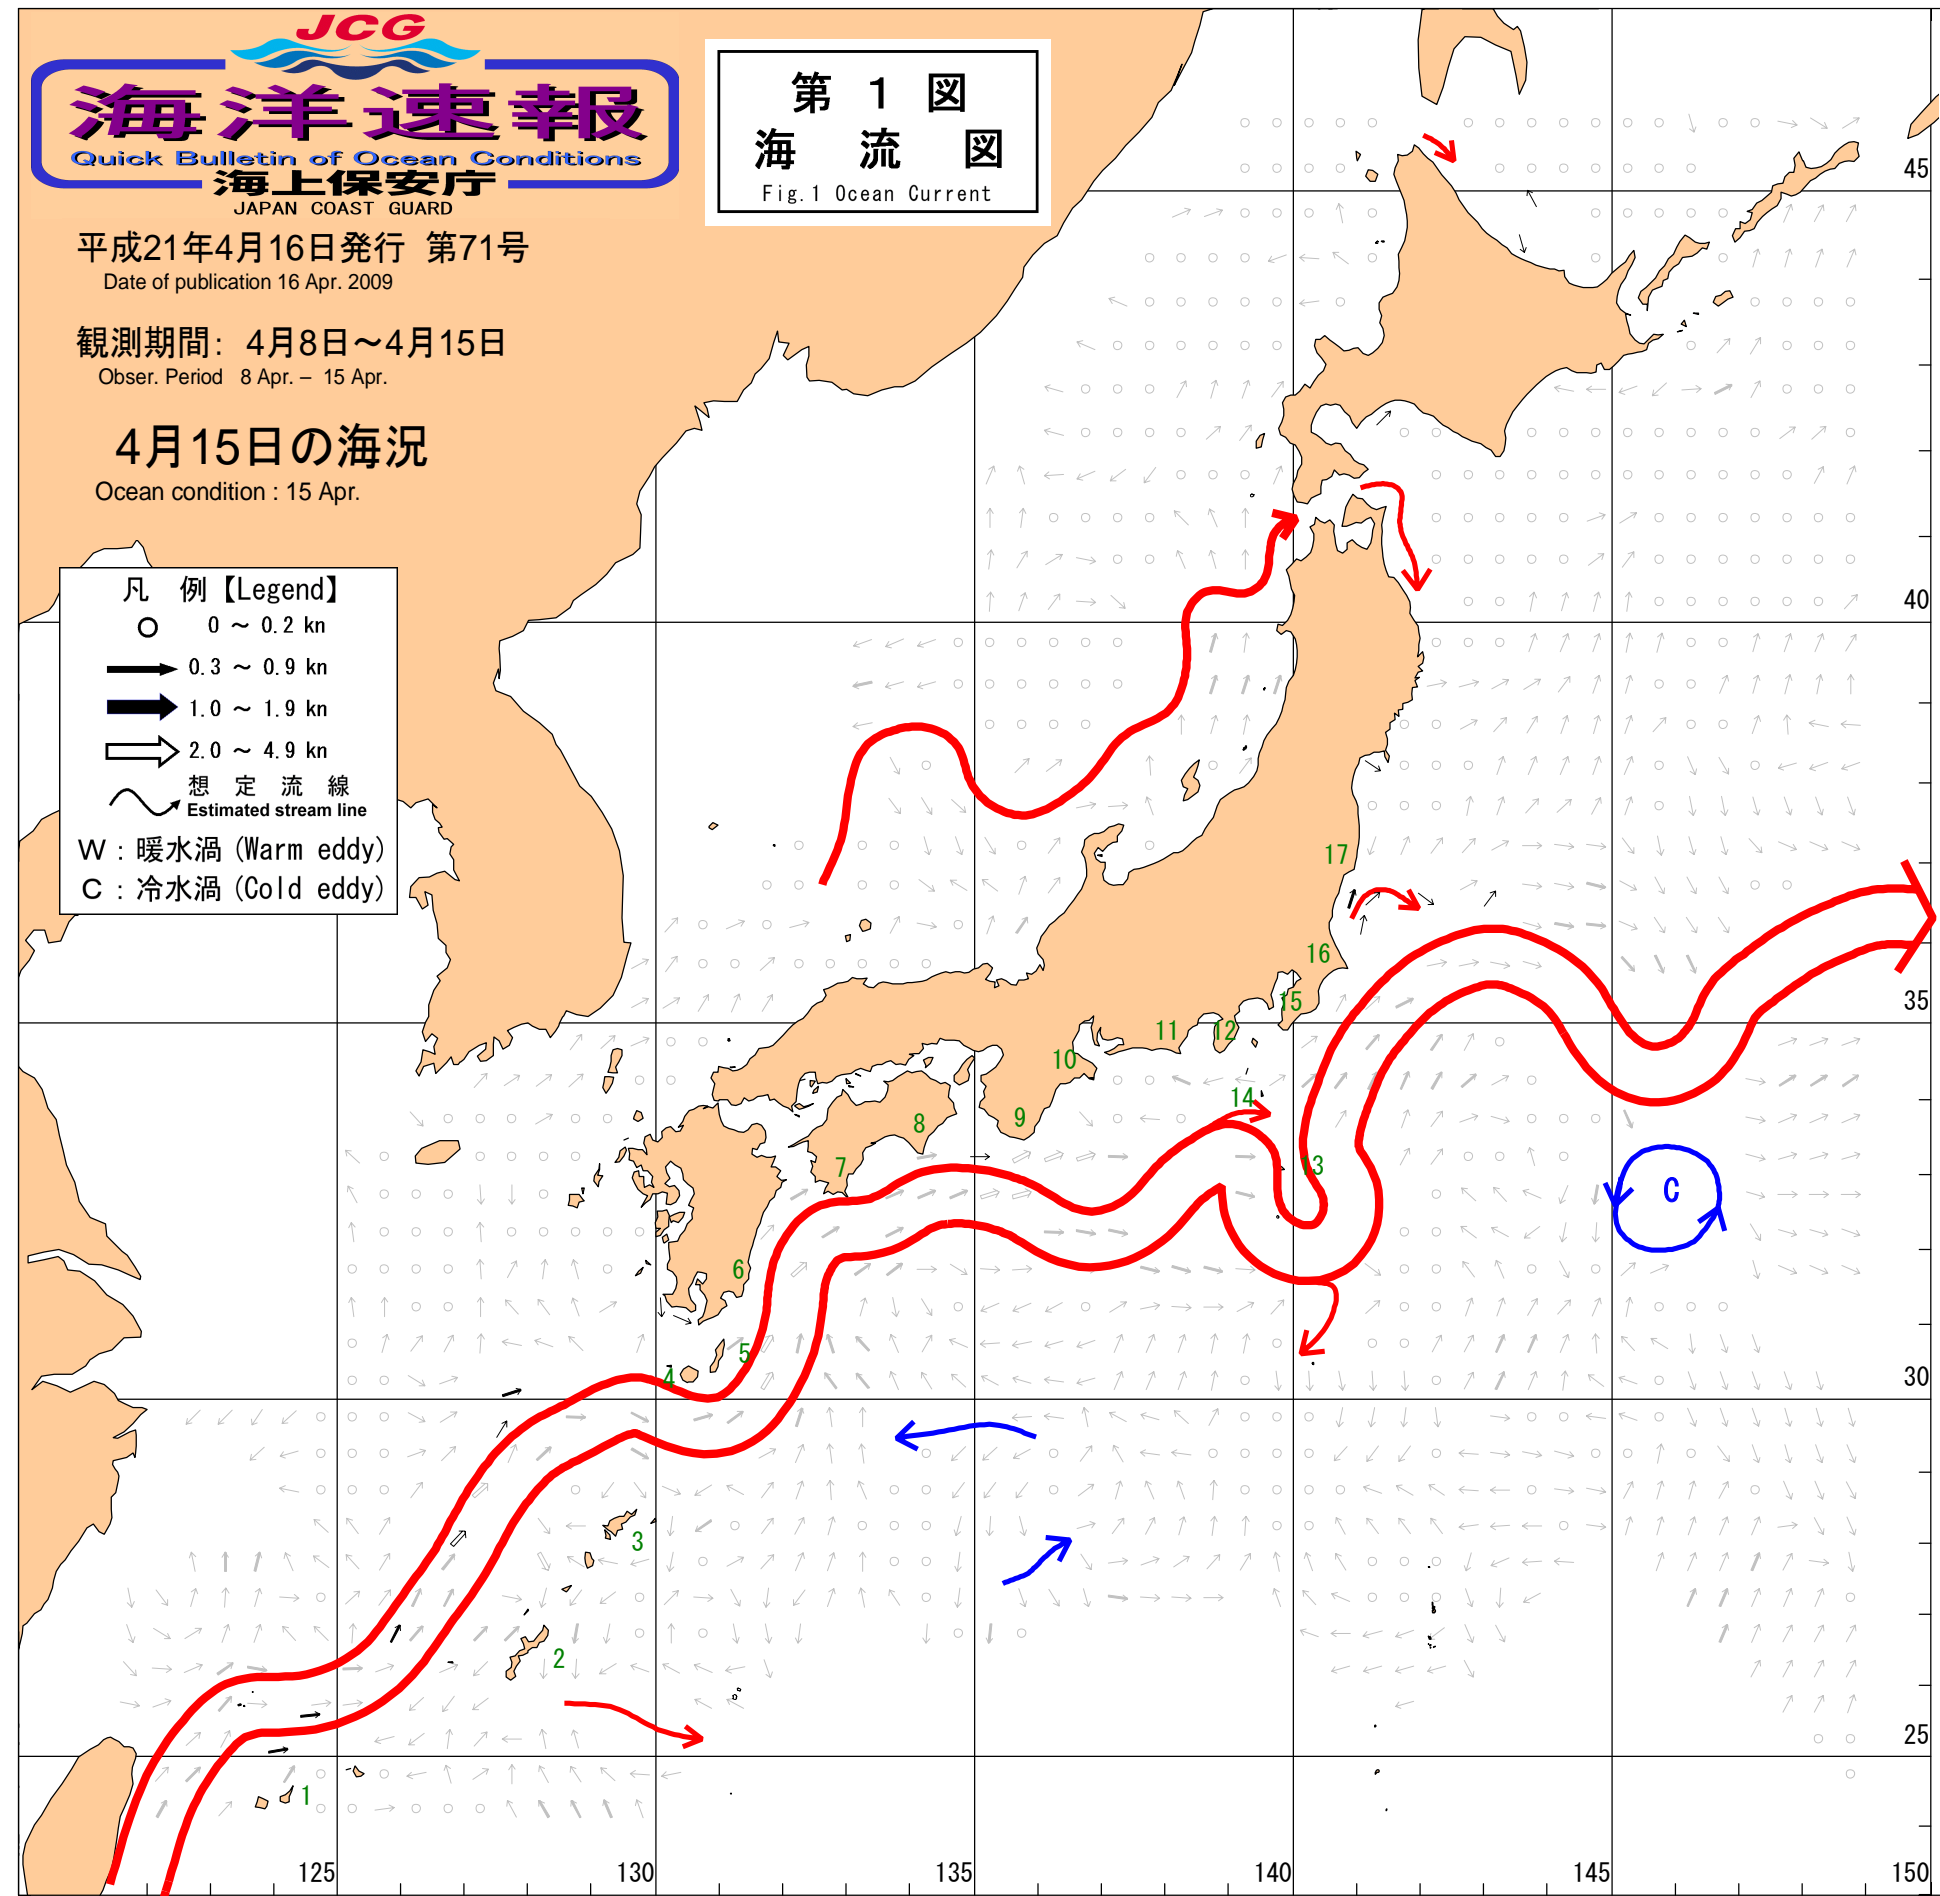 JCG
海洋速報
Quick Bulletin of Ocean Conditions
海上保安庁
JAPAN COAST GUARD
平成21年4月16日発行 第71号
Date of publication 16 Apr. 2009
観測期間: 4月8日～4月15日
Obser. Period 8 Apr. – 15 Apr.
4月15日の海況
Ocean condition : 15 Apr.
第 1 図
海 流 図
Fig.1 Ocean Current
凡 例【Legend】
0 ～ 0.2 kn
0.3 ～ 0.9 kn
1.0 ～ 1.9 kn
2.0 ～ 4.9 kn
想 定 流 線
Estimated stream line
W : 暖水渦 (Warm eddy)
C : 冷水渦 (Cold eddy)
45
40
17
16
15
35
12
11
10
14
9
8
7
13
C
6
5
4
30
3
2
25
1
125
130
135
140
145
150